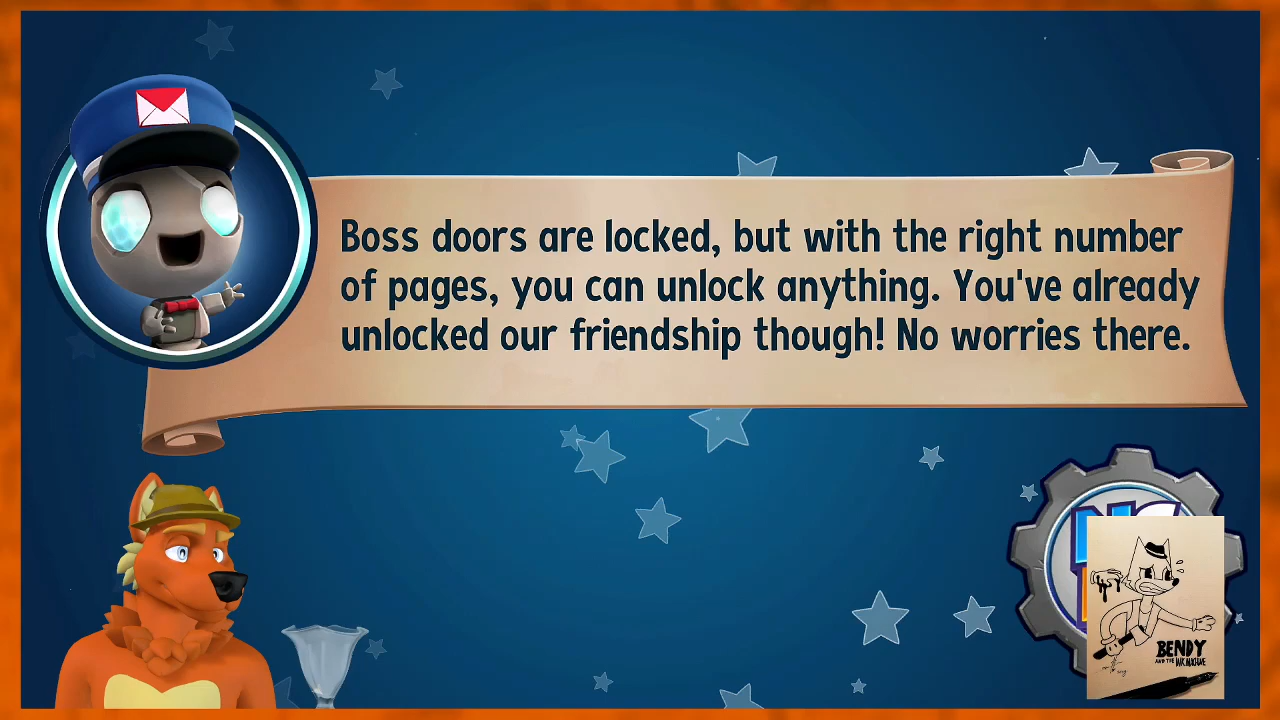 Boss doors are locked, but with the right number
of pages, you can unlock anything. You've already
unlocked our friendship though! No worries there.
NC
BENDY
AND THE INK MACHINE